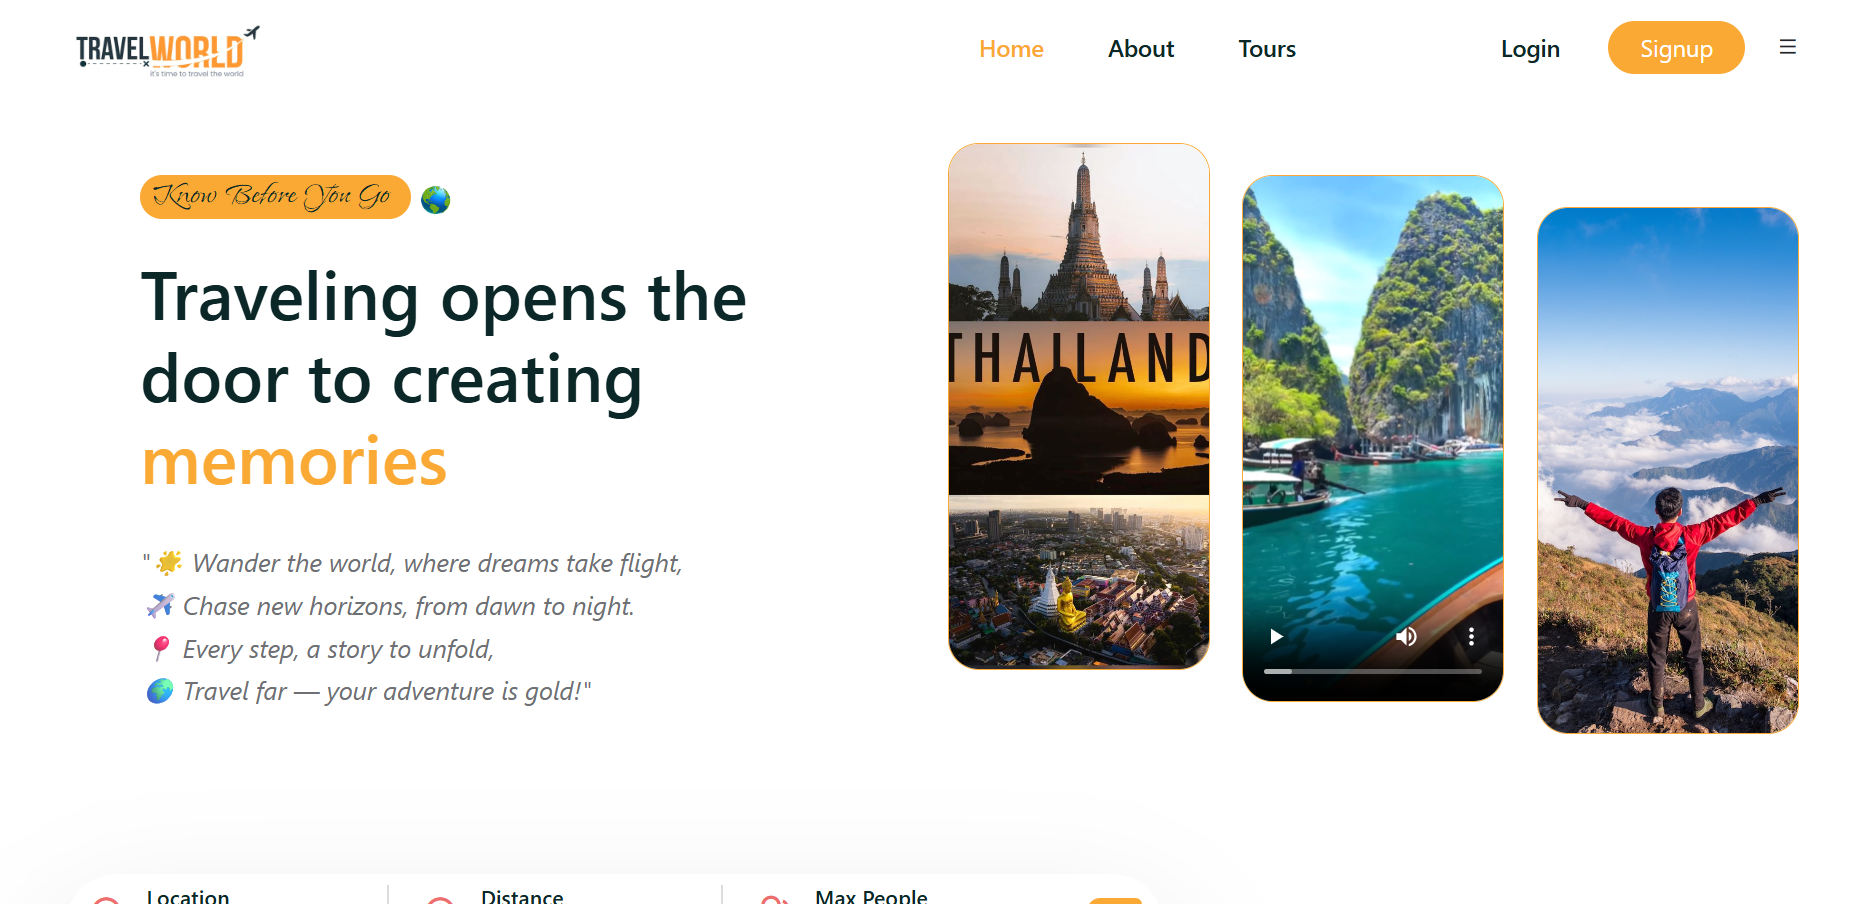 TRAVELWORLD
it's time to travel the world
Home About Tours Login Signup
Know Before You Go
Traveling opens the
door to creating
memories
"🌟 Wander the world, where dreams take flight,
✈️ Chase new horizons, from dawn to night.
📍 Every step, a story to unfold,
🌍 Travel far — your adventure is gold!"
THAILAND
Location Distance Max People